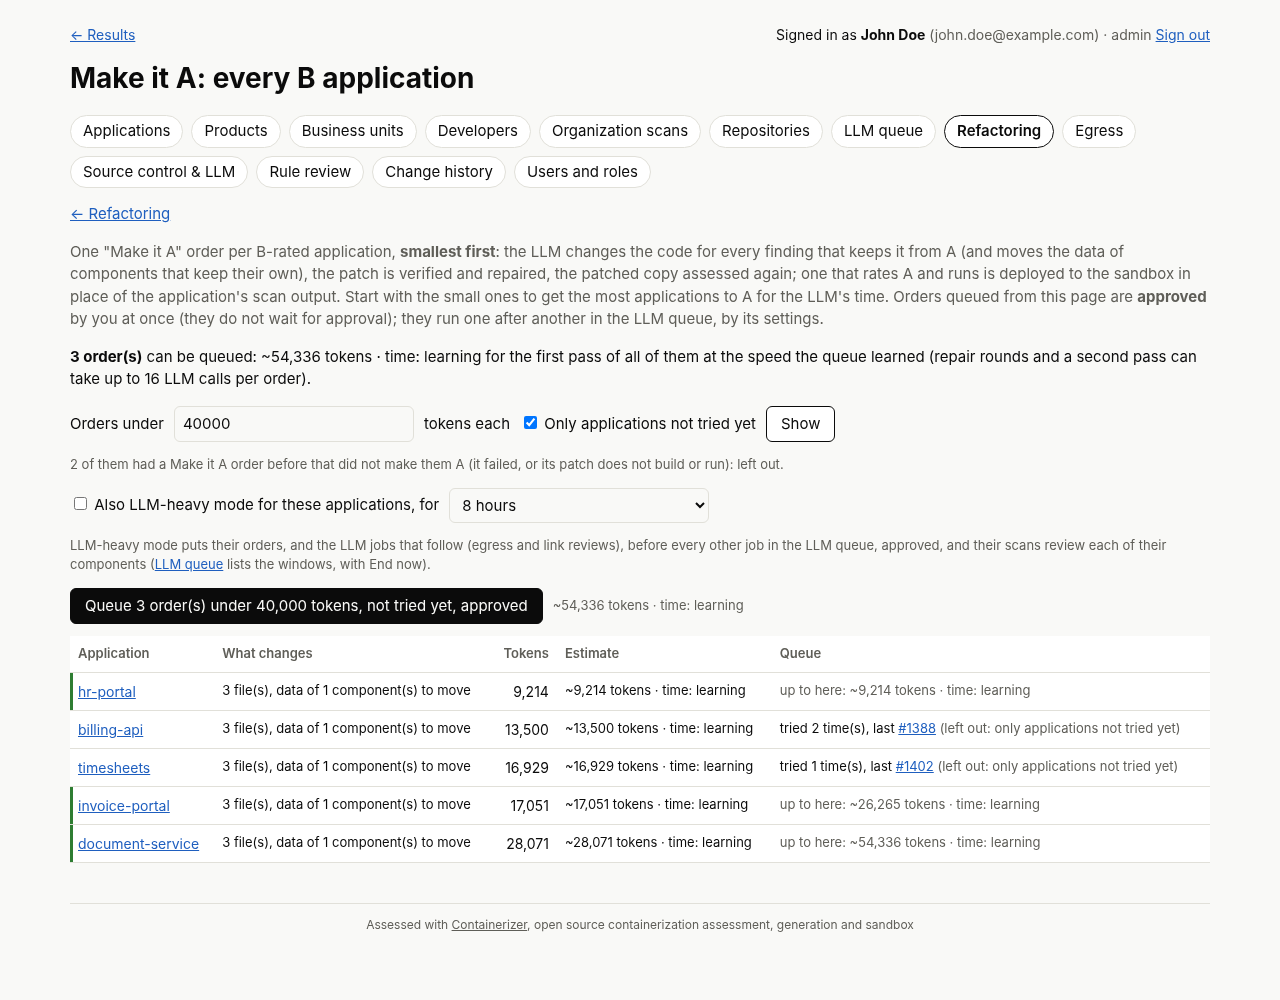 ← Results
Signed in as John Doe (john.doe@example.com) · admin Sign out
Make it A: every B application
Applications Products Business units Developers Organization scans Repositories LLM queue Refactoring Egress
Source control & LLM Rule review Change history Users and roles
← Refactoring
One "Make it A" order per B-rated application, smallest first: the LLM changes the code for every finding that keeps it from A (and moves the data of
components that keep their own), the patch is verified and repaired, the patched copy assessed again; one that rates A and runs is deployed to the sandbox in
place of the application's scan output. Start with the small ones to get the most applications to A for the LLM's time. Orders queued from this page are approved
by you at once (they do not wait for approval); they run one after another in the LLM queue, by its settings.
3 order(s) can be queued: ~54,336 tokens · time: learning for the first pass of all of them at the speed the queue learned (repair rounds and a second pass can
take up to 16 LLM calls per order).
Orders under 40000 tokens each Only applications not tried yet Show
2 of them had a Make it A order before that did not make them A (it failed, or its patch does not build or run): left out.
Also LLM-heavy mode for these applications, for 8 hours
LLM-heavy mode puts their orders, and the LLM jobs that follow (egress and link reviews), before every other job in the LLM queue, approved, and their scans review each of their
components (LLM queue lists the windows, with End now).
Queue 3 order(s) under 40,000 tokens, not tried yet, approved ~54,336 tokens · time: learning
Application What changes Tokens Estimate Queue
hr-portal 3 file(s), data of 1 component(s) to move 9,214 ~9,214 tokens · time: learning up to here: ~9,214 tokens · time: learning
billing-api 3 file(s), data of 1 component(s) to move 13,500 ~13,500 tokens · time: learning tried 2 time(s), last #1388 (left out: only applications not tried yet)
timesheets 3 file(s), data of 1 component(s) to move 16,929 ~16,929 tokens · time: learning tried 1 time(s), last #1402 (left out: only applications not tried yet)
invoice-portal 3 file(s), data of 1 component(s) to move 17,051 ~17,051 tokens · time: learning up to here: ~26,265 tokens · time: learning
document-service 3 file(s), data of 1 component(s) to move 28,071 ~28,071 tokens · time: learning up to here: ~54,336 tokens · time: learning
Assessed with Containerizer, open source containerization assessment, generation and sandbox